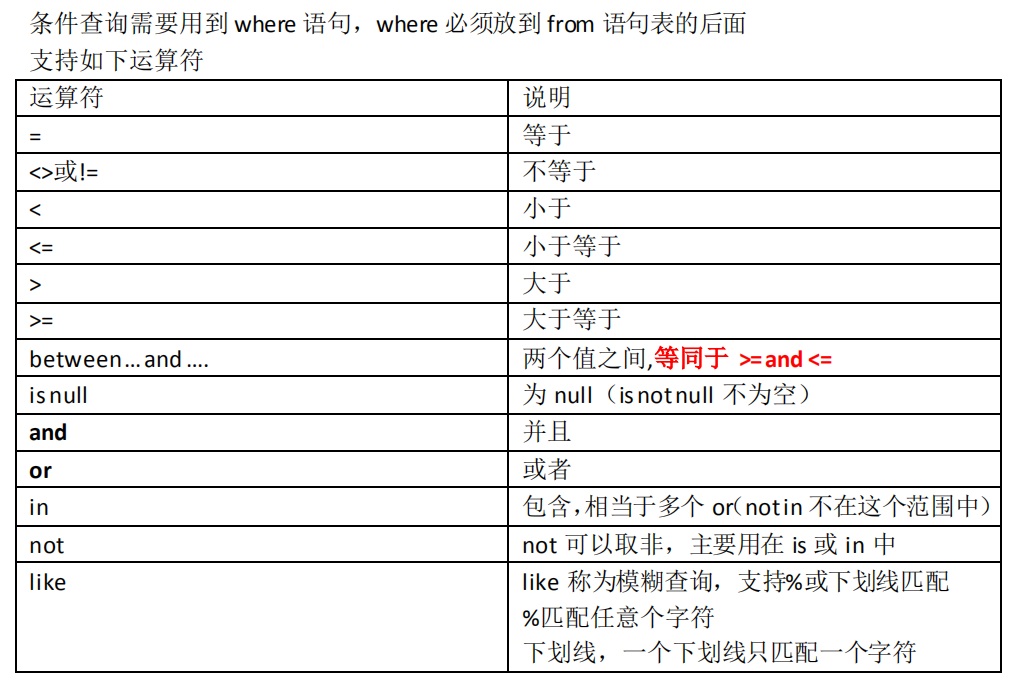 条件查询需要用到 where 语句，where 必须放到 from 语句表的后面
支持如下运算符
运算符 说明
= 等于
<>或!= 不等于
< 小于
<= 小于等于
> 大于
>= 大于等于
between … and …. 两个值之间,等同于 >= and <=
is null 为 null（is not null 不为空）
and 并且
or 或者
in 包含，相当于多个 or（not in 不在这个范围中）
not not 可以取非，主要用在 is 或 in 中
like like 称为模糊查询，支持%或下划线匹配
%匹配任意个字符
下划线，一个下划线只匹配一个字符